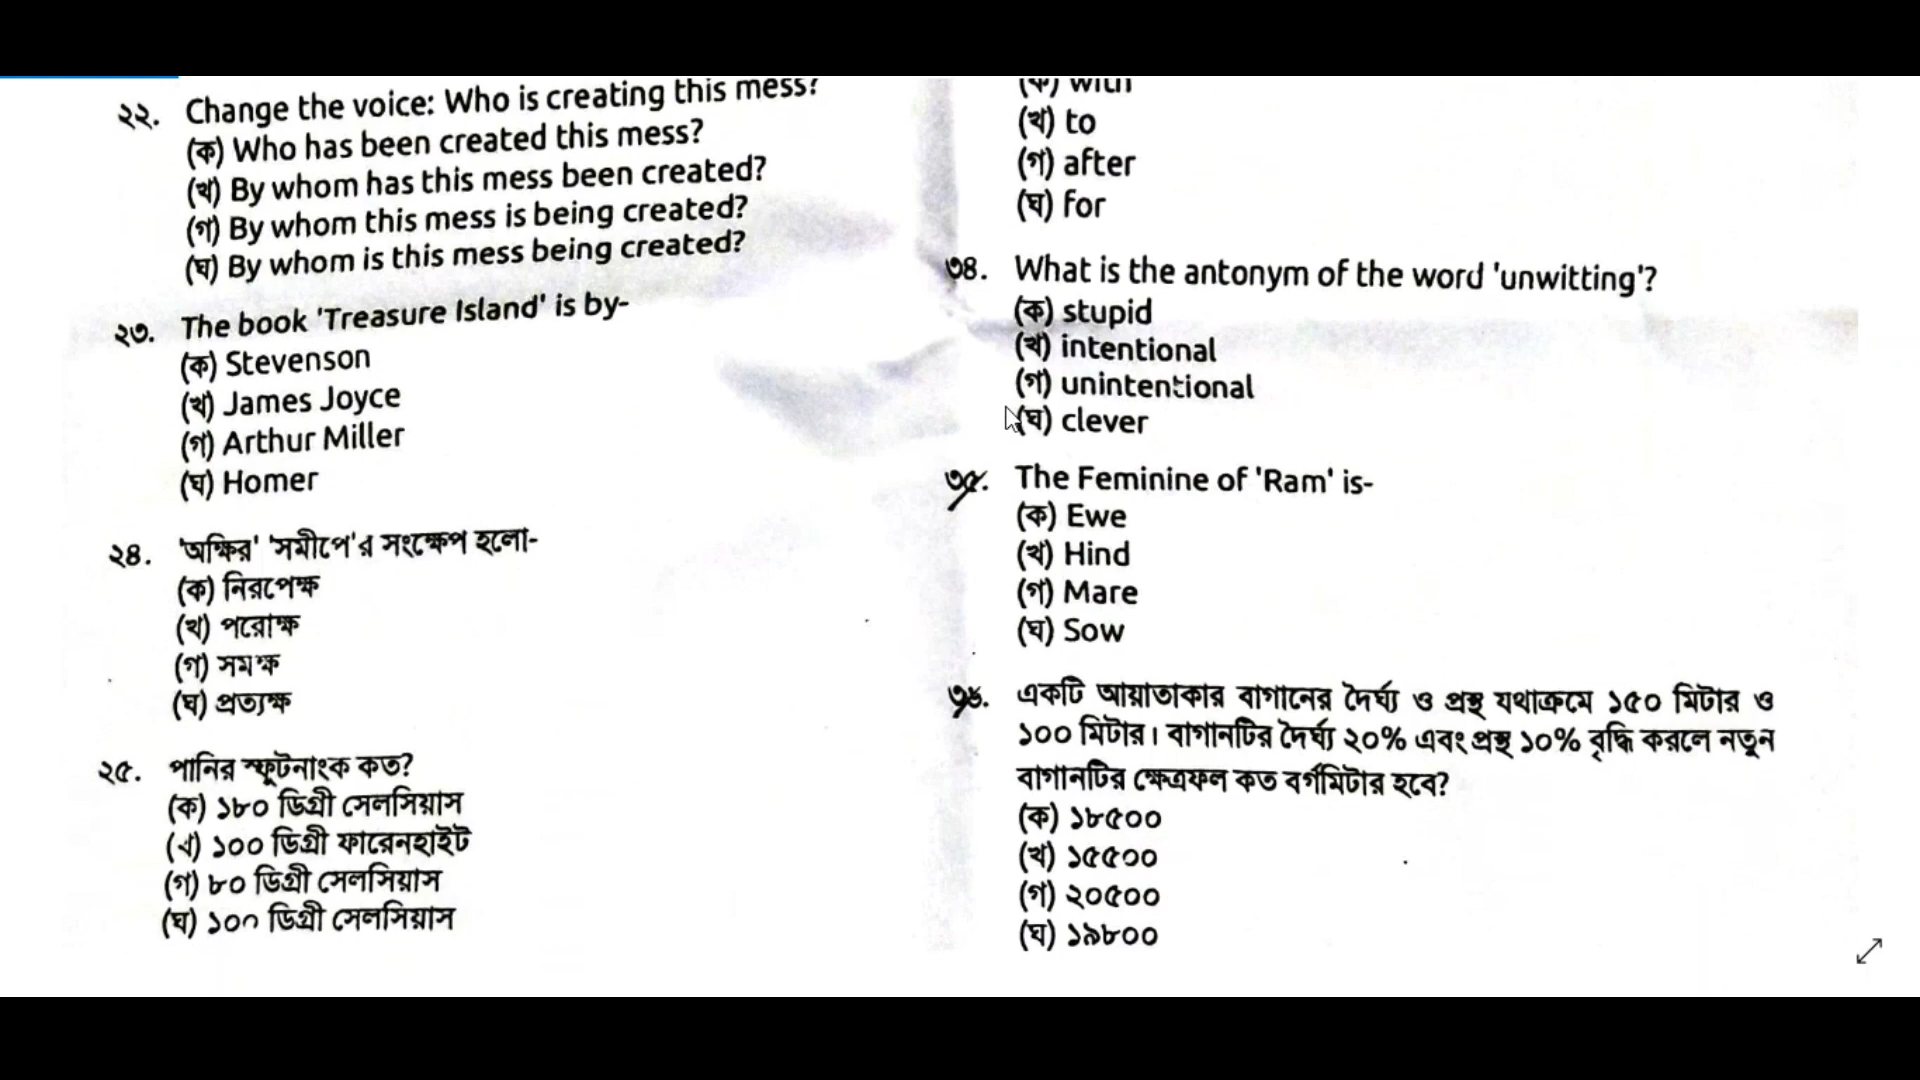 ২২. Change the voice: Who is creating this mess?
(ক) Who has been created this mess?
(খ) By whom has this mess been created?
(গ) By whom this mess is being created?
(ঘ) By whom is this mess being created?
২৩. The book 'Treasure Island' is by-
(ক) Stevenson
(খ) James Joyce
(গ) Arthur Miller
(ঘ) Homer
২৪. 'অক্ষির' 'সমীপে'র সংক্ষেপ হলো-
(ক) নিরপেক্ষ
(খ) পরোক্ষ
(গ) সমক্ষ
(ঘ) প্রত্যক্ষ
২৫. পানির স্ফুটনাংক কত?
(ক) ১৮০ ডিগ্রী সেলসিয়াস
(খ) ১০০ ডিগ্রী ফারেনহাইট
(গ) ৮০ ডিগ্রী সেলসিয়াস
(ঘ) ১০০ ডিগ্রী সেলসিয়াস
(ক) with
(খ) to
(গ) after
(ঘ) for
৩৪. What is the antonym of the word 'unwitting'?
(ক) stupid
(খ) intentional
(গ) unintentional
(ঘ) clever
৩৫. The Feminine of 'Ram' is-
(ক) Ewe
(খ) Hind
(গ) Mare
(ঘ) Sow
৩৬. একটি আয়াতাকার বাগানের দৈর্ঘ্য ও প্রস্থ যথাক্রমে ১৫০ মিটার ও
১০০ মিটার। বাগানটির দৈর্ঘ্য ২০% এবং প্রস্থ ১০% বৃদ্ধি করলে নতুন
বাগানটির ক্ষেত্রফল কত বর্গমিটার হবে?
(ক) ১৮৫০০
(খ) ১৫৫০০
(গ) ২০৫০০
(ঘ) ১৯৮০০